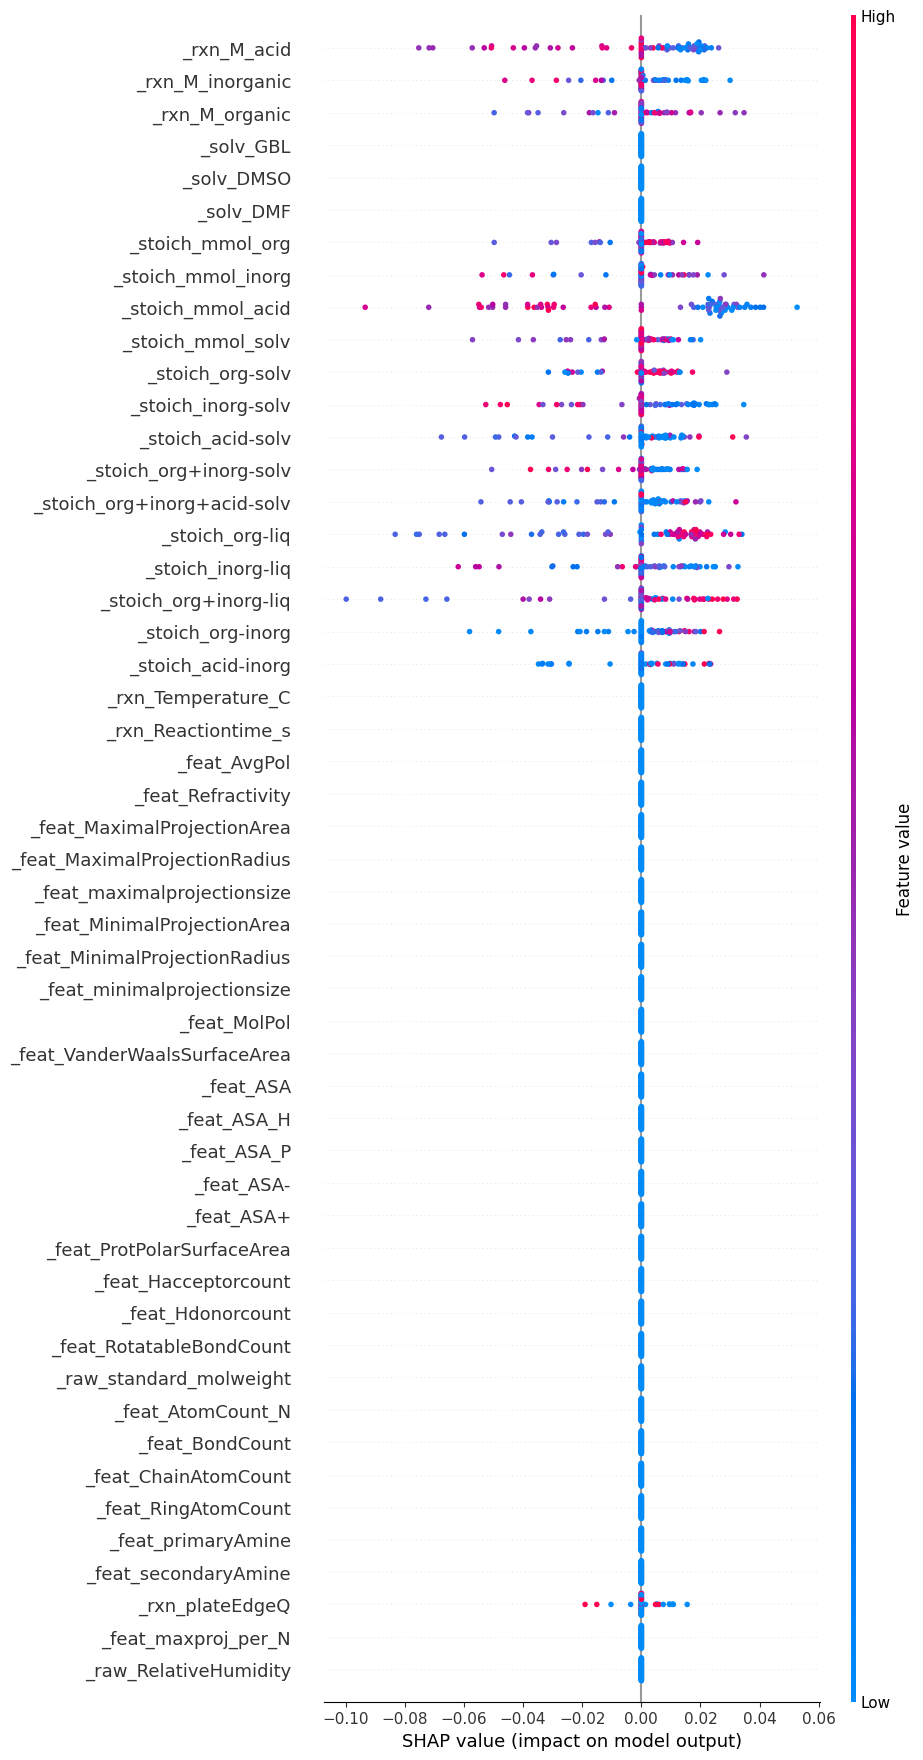 High
_rxn_M_acid
_rxn_M_inorganic
_rxn_M_organic
_solv_GBL
_solv_DMSO
_solv_DMF
_stoich_mmol_org
_stoich_mmol_inorg
_stoich_mmol_acid
_stoich_mmol_solv
_stoich_org-solv
_stoich_inorg-solv
_stoich_acid-solv
_stoich_org+inorg-solv
_stoich_org+inorg+acid-solv
_stoich_org-liq
_stoich_inorg-liq
_stoich_org+inorg-liq
_stoich_org-inorg
_stoich_acid-inorg
_rxn_Temperature_C
_rxn_Reactiontime_s
_feat_AvgPol
_feat_Refractivity
_feat_MaximalProjectionArea
_feat_MaximalProjectionRadius
_feat_maximalprojectionsize
_feat_MinimalProjectionArea
_feat_MinimalProjectionRadius
_feat_minimalprojectionsize
_feat_MolPol
_feat_VanderWaalsSurfaceArea
_feat_ASA
_feat_ASA_H
_feat_ASA_P
_feat_ASA-
_feat_ASA+
_feat_ProtPolarSurfaceArea
_feat_Hacceptorcount
_feat_Hdonorcount
_feat_RotatableBondCount
_raw_standard_molweight
_feat_AtomCount_N
_feat_BondCount
_feat_ChainAtomCount
_feat_RingAtomCount
_feat_primaryAmine
_feat_secondaryAmine
_rxn_plateEdgeQ
_feat_maxproj_per_N
_raw_RelativeHumidity
Feature value
Low
−0.10 −0.08 −0.06 −0.04 −0.02 0.00 0.02 0.04 0.06
SHAP value (impact on model output)